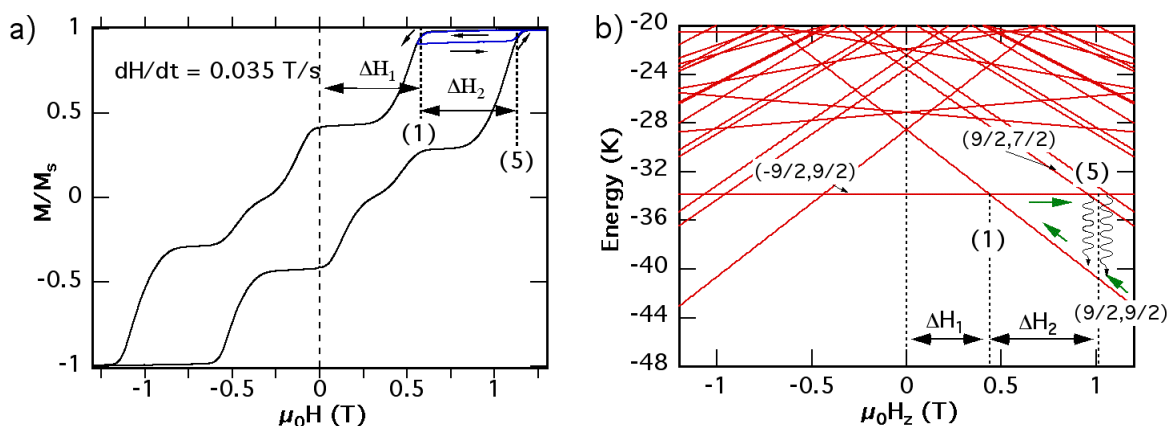 a)
1
0.5
0
-0.5
-1
M/Mₛ
dH/dt = 0.035 T/s
ΔH₁
ΔH₂
(1)
(5)
-1
-0.5
0
0.5
1
μ₀H (T)
b)
-20
-24
-28
-32
-36
-40
-44
-48
Energy (K)
(9/2,7/2)
(-9/2,9/2)
(5)
(1)
(9/2,9/2)
ΔH₁
ΔH₂
-1
-0.5
0
0.5
1
μ₀H_z (T)